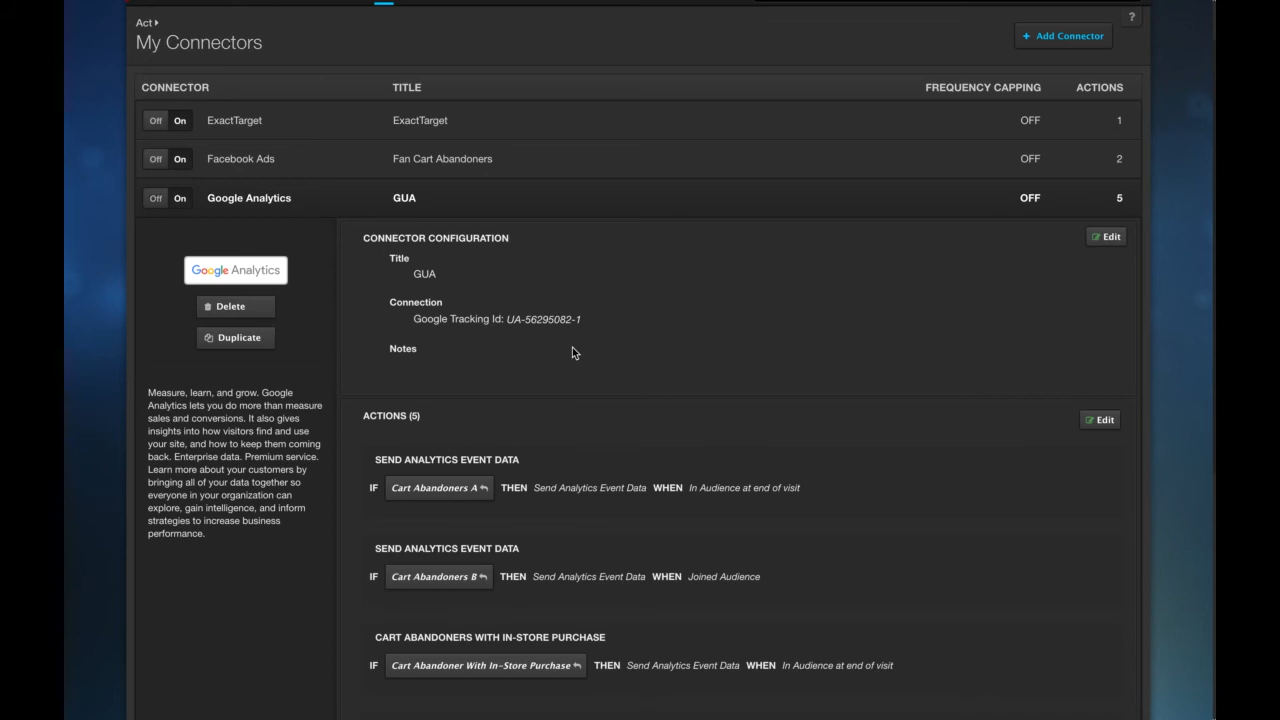 Act
My Connectors
?
+ Add Connector
CONNECTOR TITLE FREQUENCY CAPPING ACTIONS
Off On ExactTarget ExactTarget OFF 1
Off On Facebook Ads Fan Cart Abandoners OFF 2
Off On Google Analytics GUA OFF 5
Google Analytics
Delete
Duplicate
Measure, learn, and grow. Google
Analytics lets you do more than measure
sales and conversions. It also gives
insights into how visitors find and use
your site, and how to keep them coming
back. Enterprise data. Premium service.
Learn more about your customers by
bringing all of your data together so
everyone in your organization can
explore, gain intelligence, and inform
strategies to increase business
performance.
CONNECTOR CONFIGURATION
Edit
Title
GUA
Connection
Google Tracking Id: UA-56295082-1
Notes
ACTIONS (5)
Edit
SEND ANALYTICS EVENT DATA
IF Cart Abandoners A THEN Send Analytics Event Data WHEN In Audience at end of visit
SEND ANALYTICS EVENT DATA
IF Cart Abandoners B THEN Send Analytics Event Data WHEN Joined Audience
CART ABANDONERS WITH IN-STORE PURCHASE
IF Cart Abandoner With In-Store Purchase THEN Send Analytics Event Data WHEN In Audience at end of visit